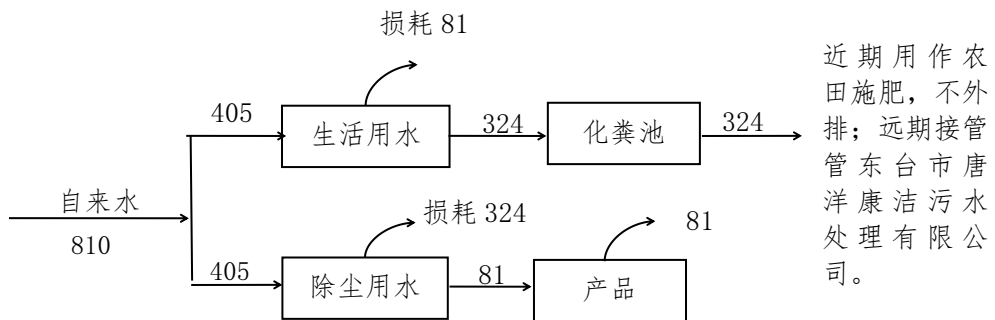 损耗 81
405
生活用水
324
化粪池
324
近期用作农
田施肥，不外
排；远期接管
管东台市唐
洋康洁污水
处理有限公
司。
自来水
810
损耗 324
81
405
除尘用水
81
产品